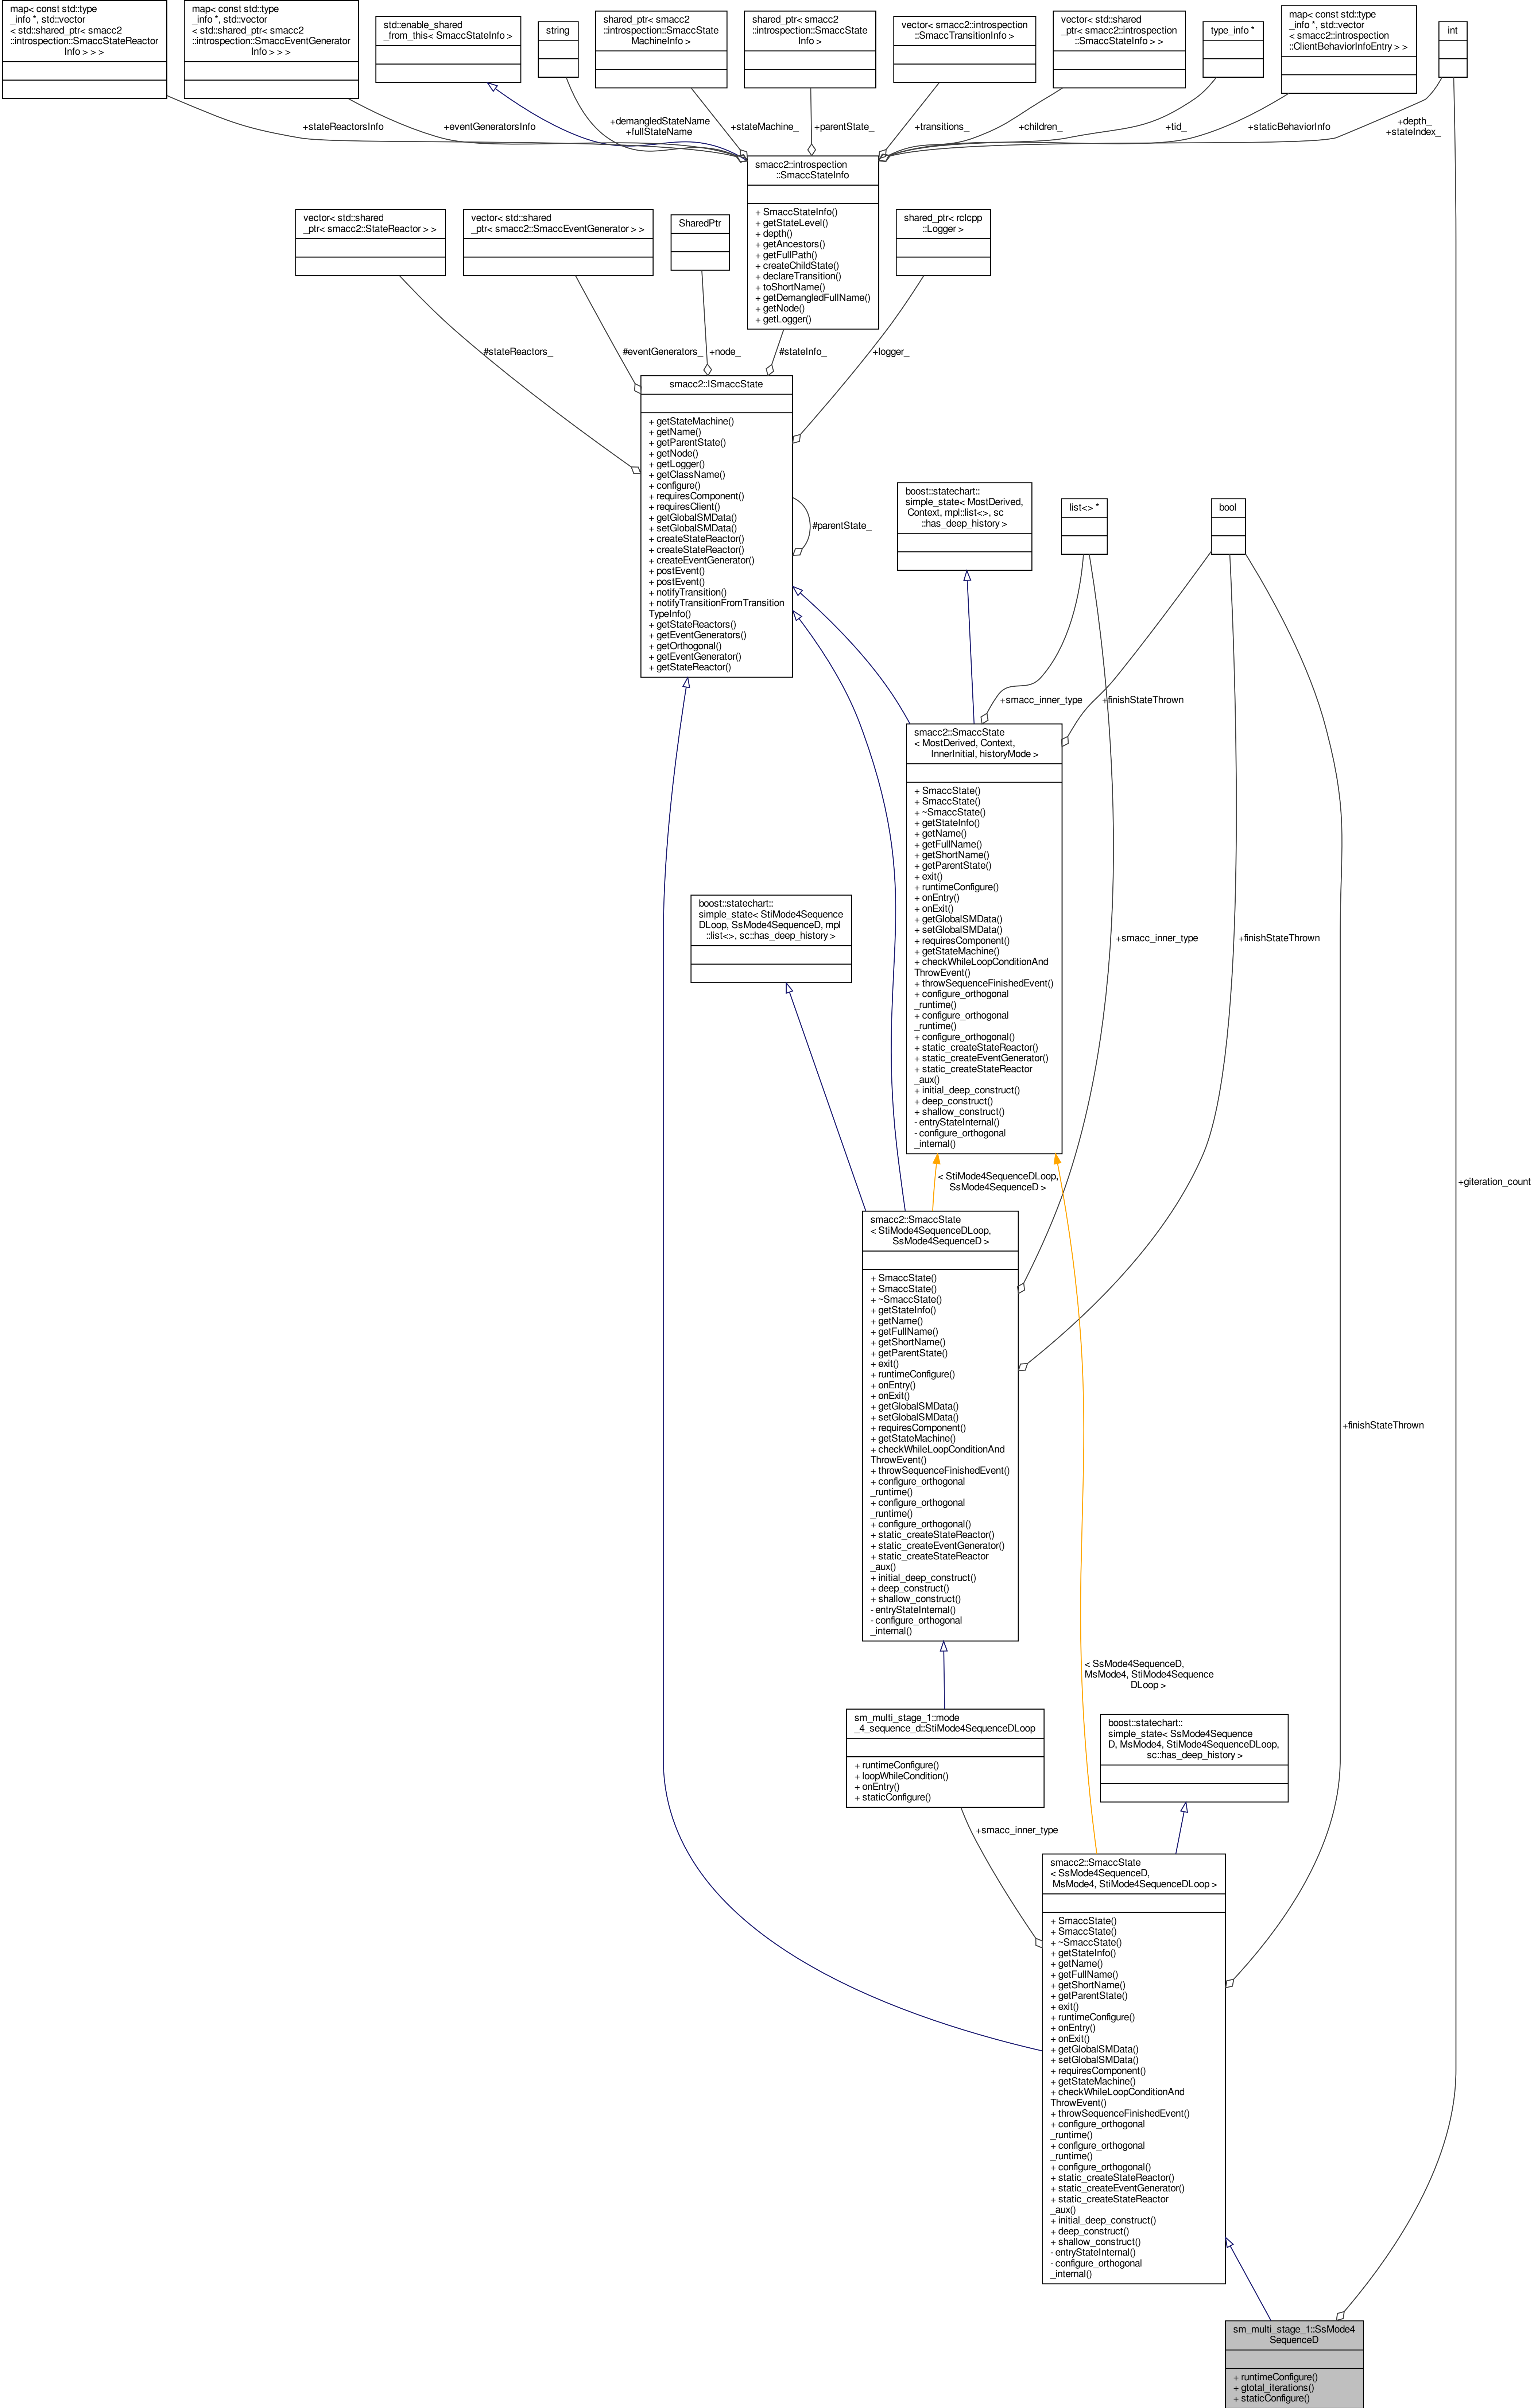 map< const std::type
_info *, std::vector
< std::shared_ptr< smacc2
::introspection::SmaccStateReactor
Info > > >
map< const std::type
_info *, std::vector
< std::shared_ptr< smacc2
::introspection::SmaccEventGenerator
Info > > >
std::enable_shared
_from_this< SmaccStateInfo >
string
shared_ptr< smacc2
::introspection::SmaccState
MachineInfo >
shared_ptr< smacc2
::introspection::SmaccState
Info >
vector< smacc2::introspection
::SmaccTransitionInfo >
vector< std::shared
_ptr< smacc2::introspection
::SmaccStateInfo > >
type_info *
map< const std::type
_info *, std::vector
< smacc2::introspection
::ClientBehaviorInfoEntry > >
int
+stateReactorsInfo
+eventGeneratorsInfo
+demangledStateName
+fullStateName
+stateMachine_
+parentState_
+transitions_
+children_
+tid_
+staticBehaviorInfo
+depth_
+stateIndex_
smacc2::introspection
::SmaccStateInfo
+ SmaccStateInfo()
+ getStateLevel()
+ depth()
+ getAncestors()
+ getFullPath()
+ createChildState()
+ declareTransition()
+ toShortName()
+ getDemangledFullName()
+ getNode()
+ getLogger()
vector< std::shared
_ptr< smacc2::StateReactor > >
vector< std::shared
_ptr< smacc2::SmaccEventGenerator > >
SharedPtr
shared_ptr< rclcpp
::Logger >
#stateReactors_
#eventGenerators_
+node_
#stateInfo_
+logger_
smacc2::ISmaccState
+ getStateMachine()
+ getName()
+ getParentState()
+ getNode()
+ getLogger()
+ getClassName()
+ configure()
+ requiresComponent()
+ requiresClient()
+ getGlobalSMData()
+ setGlobalSMData()
+ createStateReactor()
+ createStateReactor()
+ createEventGenerator()
+ postEvent()
+ postEvent()
+ notifyTransition()
+ notifyTransitionFromTransition
TypeInfo()
+ getStateReactors()
+ getEventGenerators()
+ getOrthogonal()
+ getEventGenerator()
+ getStateReactor()
#parentState_
boost::statechart::
simple_state< MostDerived,
Context, mpl::list<>, sc
::has_deep_history >
list<> *
bool
+smacc_inner_type
+finishStateThrown
smacc2::SmaccState
< MostDerived, Context,
InnerInitial, historyMode >
+ SmaccState()
+ SmaccState()
+ ~SmaccState()
+ getStateInfo()
+ getName()
+ getFullName()
+ getShortName()
+ getParentState()
+ exit()
+ runtimeConfigure()
+ onEntry()
+ onExit()
+ getGlobalSMData()
+ setGlobalSMData()
+ requiresComponent()
+ getStateMachine()
+ checkWhileLoopConditionAnd
ThrowEvent()
+ throwSequenceFinishedEvent()
+ configure_orthogonal
_runtime()
+ configure_orthogonal
_runtime()
+ configure_orthogonal()
+ static_createStateReactor()
+ static_createEventGenerator()
+ static_createStateReactor
_aux()
+ initial_deep_construct()
+ deep_construct()
+ shallow_construct()
- entryStateInternal()
- configure_orthogonal
_internal()
boost::statechart::
simple_state< StiMode4Sequence
DLoop, SsMode4SequenceD, mpl
::list<>, sc::has_deep_history >
+smacc_inner_type
+finishStateThrown
< StiMode4SequenceDLoop,
SsMode4SequenceD >
+giteration_count
smacc2::SmaccState
< StiMode4SequenceDLoop,
SsMode4SequenceD >
+ SmaccState()
+ SmaccState()
+ ~SmaccState()
+ getStateInfo()
+ getName()
+ getFullName()
+ getShortName()
+ getParentState()
+ exit()
+ runtimeConfigure()
+ onEntry()
+ onExit()
+ getGlobalSMData()
+ setGlobalSMData()
+ requiresComponent()
+ getStateMachine()
+ checkWhileLoopConditionAnd
ThrowEvent()
+ throwSequenceFinishedEvent()
+ configure_orthogonal
_runtime()
+ configure_orthogonal
_runtime()
+ configure_orthogonal()
+ static_createStateReactor()
+ static_createEventGenerator()
+ static_createStateReactor
_aux()
+ initial_deep_construct()
+ deep_construct()
+ shallow_construct()
- entryStateInternal()
- configure_orthogonal
_internal()
+finishStateThrown
< SsMode4SequenceD,
MsMode4, StiMode4Sequence
DLoop >
sm_multi_stage_1::mode
_4_sequence_d::StiMode4SequenceDLoop
+ runtimeConfigure()
+ loopWhileCondition()
+ onEntry()
+ staticConfigure()
boost::statechart::
simple_state< SsMode4Sequence
D, MsMode4, StiMode4SequenceDLoop,
sc::has_deep_history >
+smacc_inner_type
smacc2::SmaccState
< SsMode4SequenceD,
MsMode4, StiMode4SequenceDLoop >
+ SmaccState()
+ SmaccState()
+ ~SmaccState()
+ getStateInfo()
+ getName()
+ getFullName()
+ getShortName()
+ getParentState()
+ exit()
+ runtimeConfigure()
+ onEntry()
+ onExit()
+ getGlobalSMData()
+ setGlobalSMData()
+ requiresComponent()
+ getStateMachine()
+ checkWhileLoopConditionAnd
ThrowEvent()
+ throwSequenceFinishedEvent()
+ configure_orthogonal
_runtime()
+ configure_orthogonal
_runtime()
+ configure_orthogonal()
+ static_createStateReactor()
+ static_createEventGenerator()
+ static_createStateReactor
_aux()
+ initial_deep_construct()
+ deep_construct()
+ shallow_construct()
- entryStateInternal()
- configure_orthogonal
_internal()
sm_multi_stage_1::SsMode4
SequenceD
+ runtimeConfigure()
+ gtotal_iterations()
+ staticConfigure()